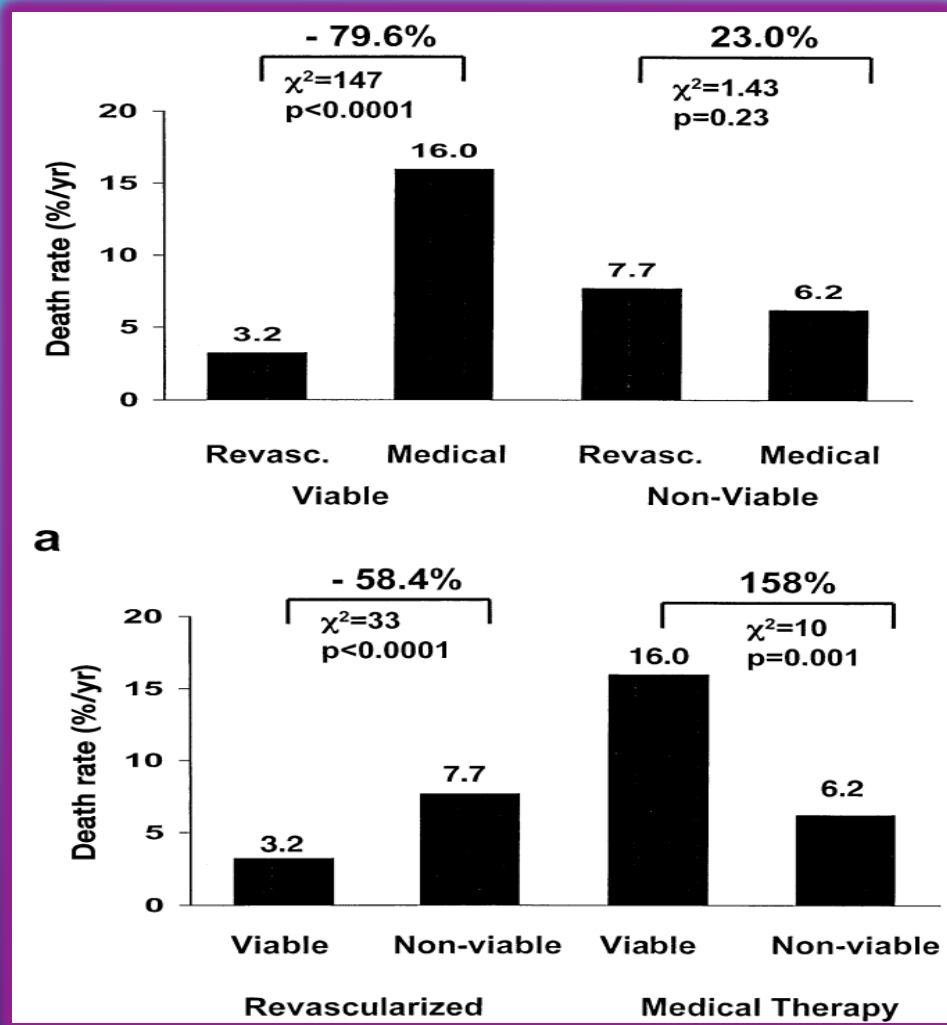 - 79.6% 23.0%
χ²=147 χ²=1.43
p<0.0001 p=0.23
Death rate (%/yr)
20
15
10
5
0
3.2
16.0
7.7
6.2
Revasc. Medical Revasc. Medical
Viable Non-Viable
a
- 58.4% 158%
χ²=33 χ²=10
p<0.0001 p=0.001
Death rate (%/yr)
20
15
10
5
0
3.2
7.7
16.0
6.2
Viable Non-viable Viable Non-viable
Revascularized Medical Therapy